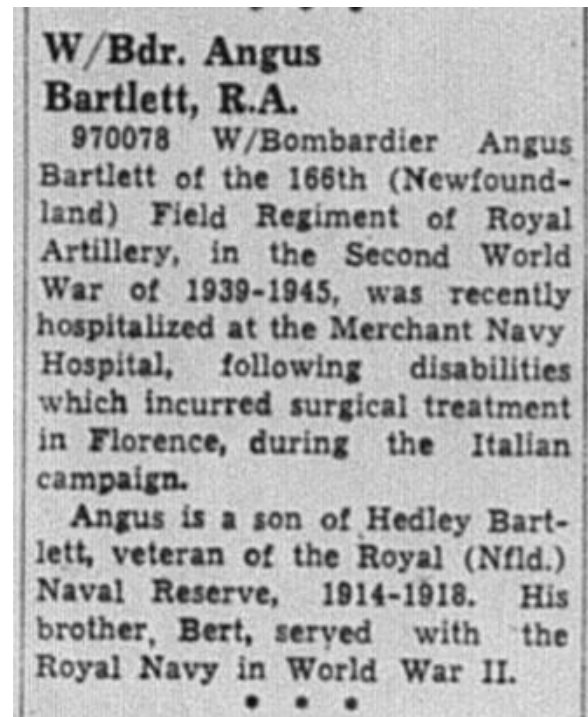 W/Bdr. Angus
Bartlett, R.A.
970078 W/Bombardier Angus
Bartlett of the 166th (Newfound-
land) Field Regiment of Royal
Artillery, in the Second World
War of 1939-1945, was recently
hospitalized at the Merchant Navy
Hospital, following disabilities
which incurred surgical treatment
in Florence, during the Italian
campaign.
Angus is a son of Hedley Bart-
lett, veteran of the Royal (Nfld.)
Naval Reserve, 1914-1918. His
brother, Bert, served with the
Royal Navy in World War II.